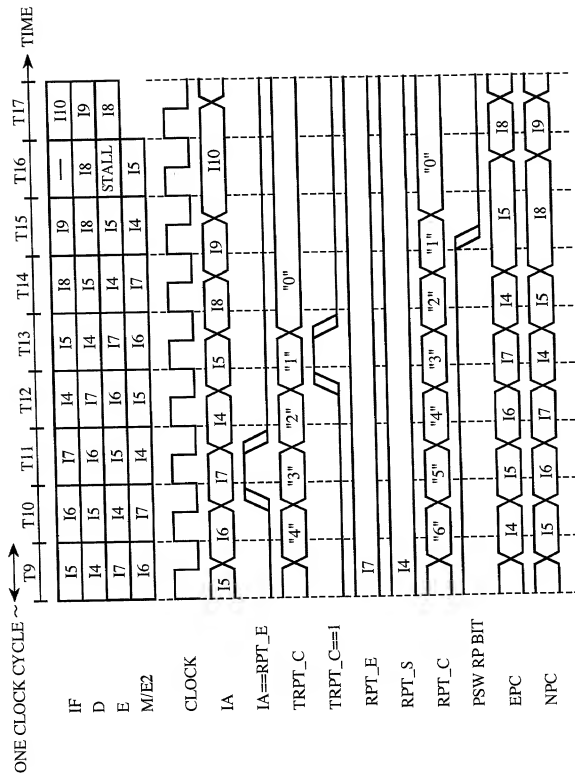 ONE CLOCK CYCLE ~
T9 T10 T11 T12 T13 T14 T15 T16 T17 TIME
IF I5 I6 I7 I4 I5 I8 I9 — I10
D I4 I5 I6 I7 I4 I5 I8 I8 I9
E I7 I4 I5 I6 I7 I4 I5 STALL I8
M/E2 I6 I7 I4 I5 I6 I7 I4 I5
CLOCK
IA I5 I6 I7 I4 I5 I8 I9 I10
IA==RPT_E
TRPT_C "4" "3" "2" "1" "0"
TRPT_C==1
RPT_E I7
RPT_S I4
RPT_C "6" "5" "4" "3" "2" "1" "0"
PSW RP BIT
EPC I4 I5 I6 I7 I4 I5 I8
NPC I5 I6 I7 I4 I5 I8 I9